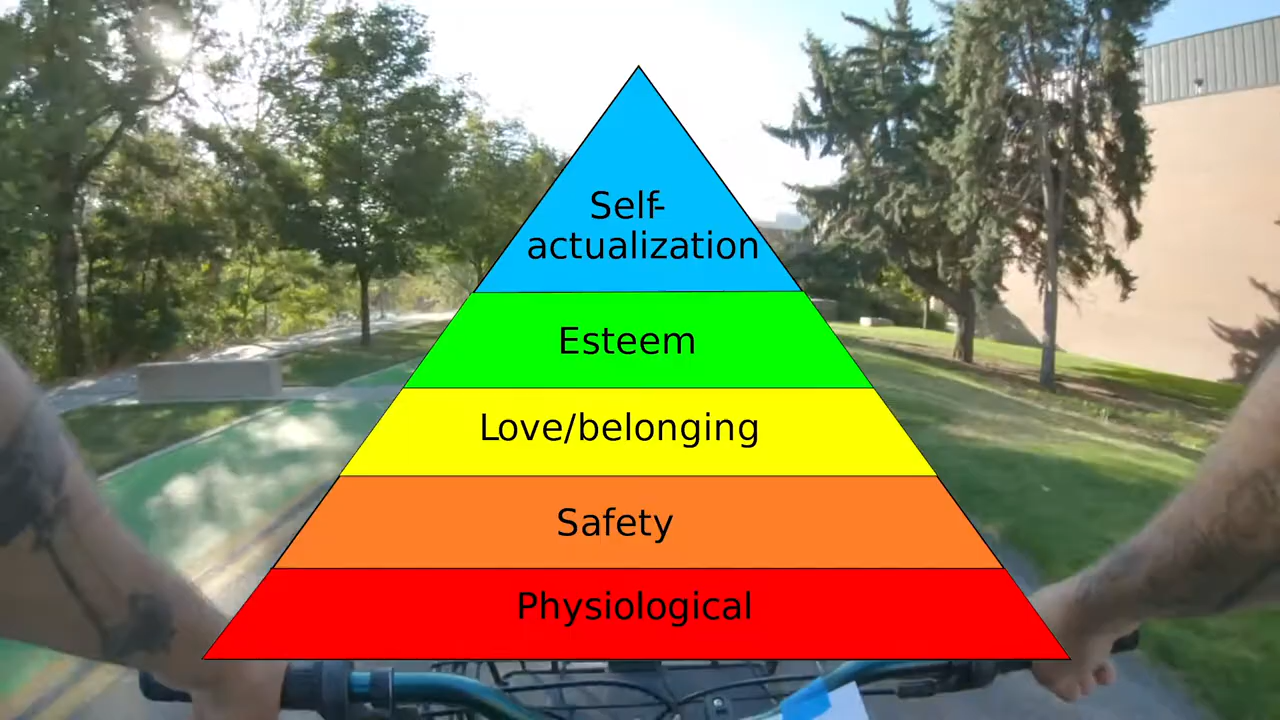 Self-
actualization
Esteem
Love/belonging
Safety
Physiological